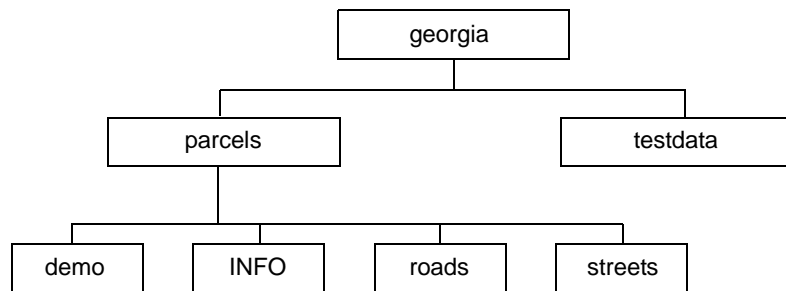 georgia
parcels
testdata
demo
INFO
roads
streets